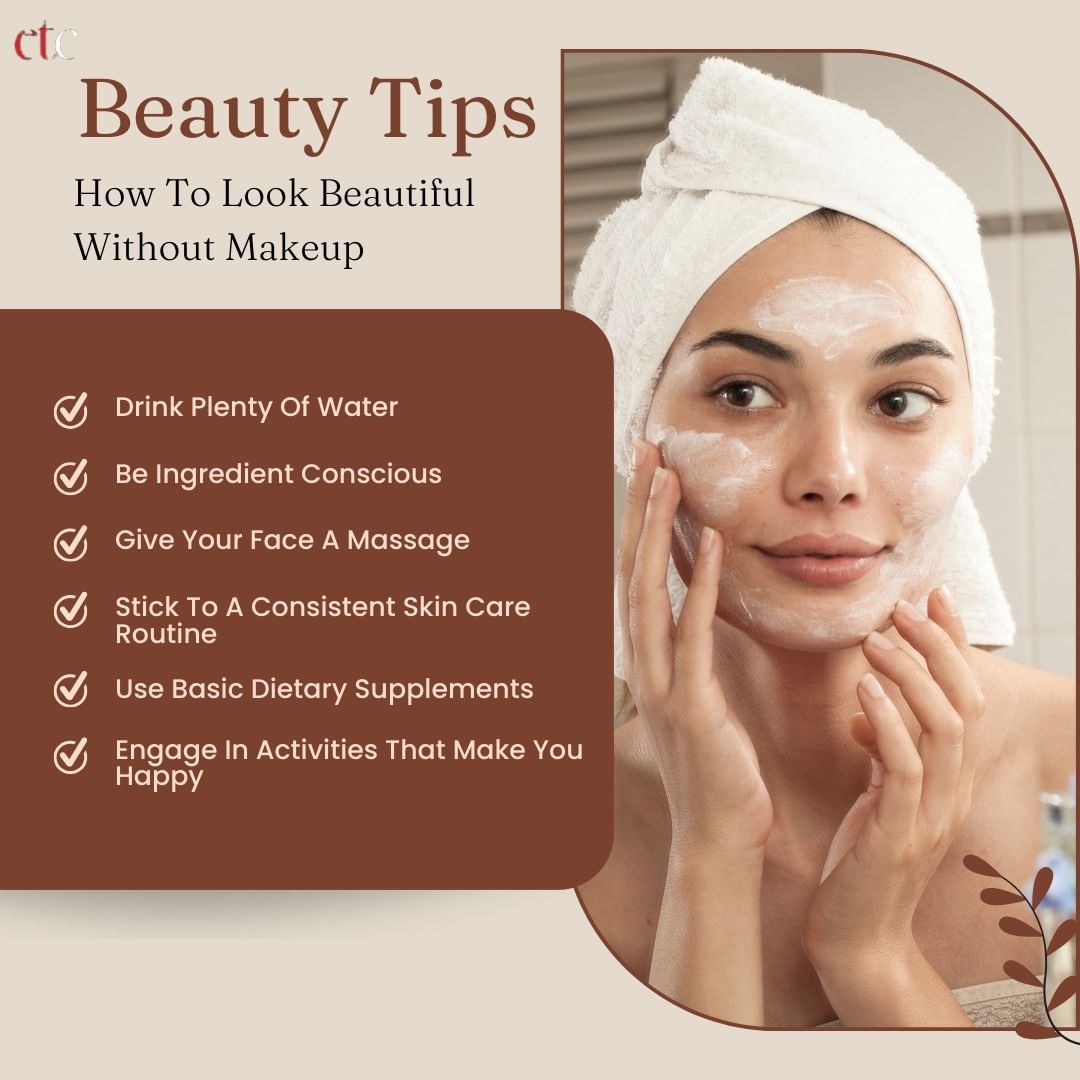 etc
Beauty Tips
How To Look Beautiful
Without Makeup
Drink Plenty Of Water
Be Ingredient Conscious
Give Your Face A Massage
Stick To A Consistent Skin Care
Routine
Use Basic Dietary Supplements
Engage In Activities That Make You
Happy